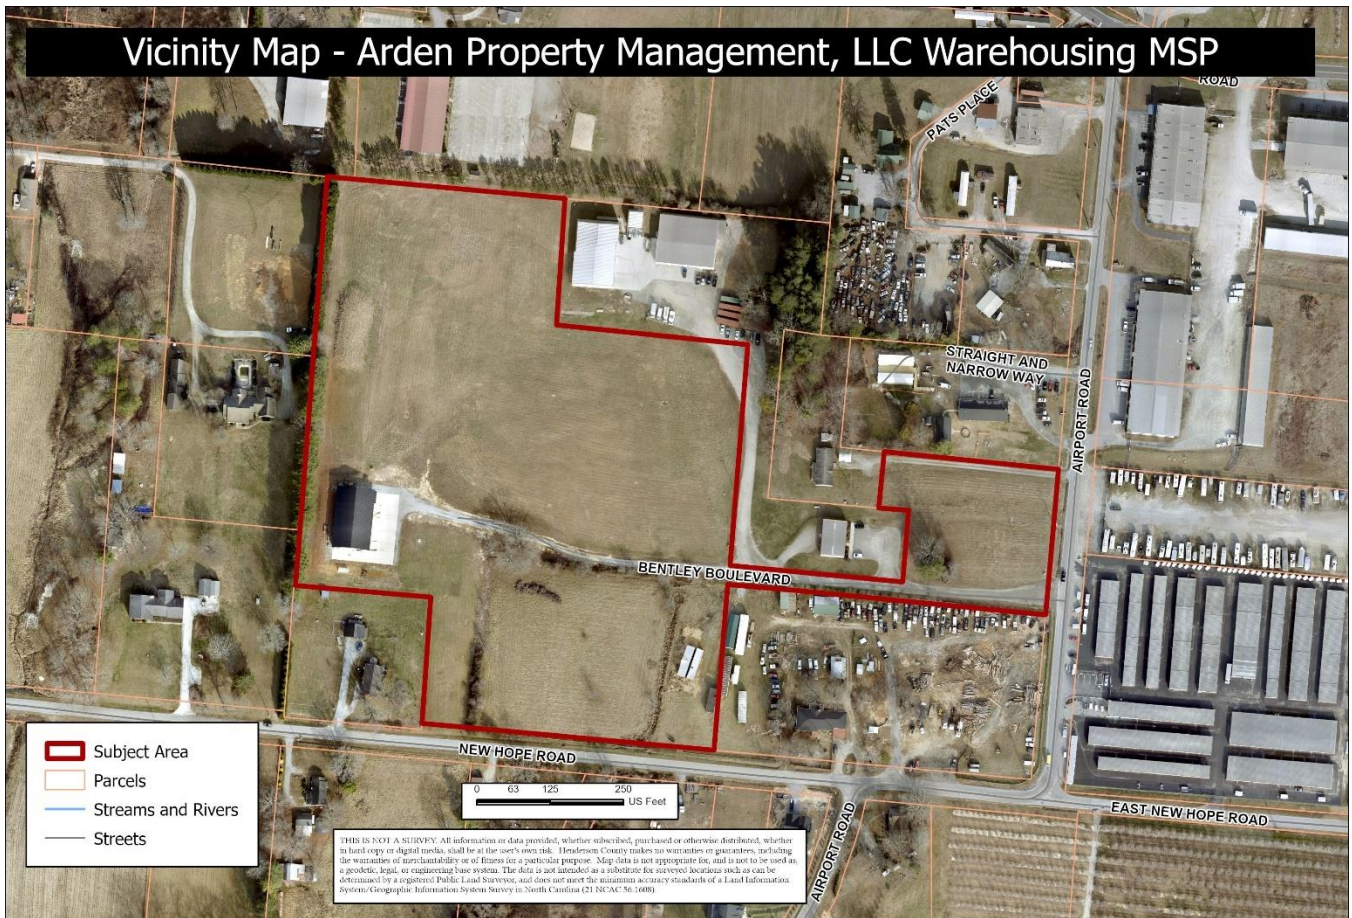 Vicinity Map - Arden Property Management, LLC Warehousing MSP
ROAD
PATS PLACE
STRAIGHT AND
NARROW WAY
AIRPORT ROAD
BENTLEY BOULEVARD
NEW HOPE ROAD
EAST NEW HOPE ROAD
AIRPORT ROAD
Subject Area
Parcels
Streams and Rivers
Streets
0 63 125 250
US Feet
THIS IS NOT A SURVEY. All information or data provided, whether subscribed, purchased or otherwise distributed, whether
in hard copy or digital media, shall be at the user's own risk. Henderson County makes no warranties or guarantees, including
the warranties of merchantability or of fitness for a particular purpose. Map data is not appropriate for, and is not to be used as,
a geodetic, legal, or engineering base system. The data is not intended as a substitute for surveyed locations such as can be
determined by a registered Public Land Surveyor, and does not meet the minimum accuracy standards of a Land Information
System/Geographic Information System Survey in North Carolina (21 NCAC 56.1608).